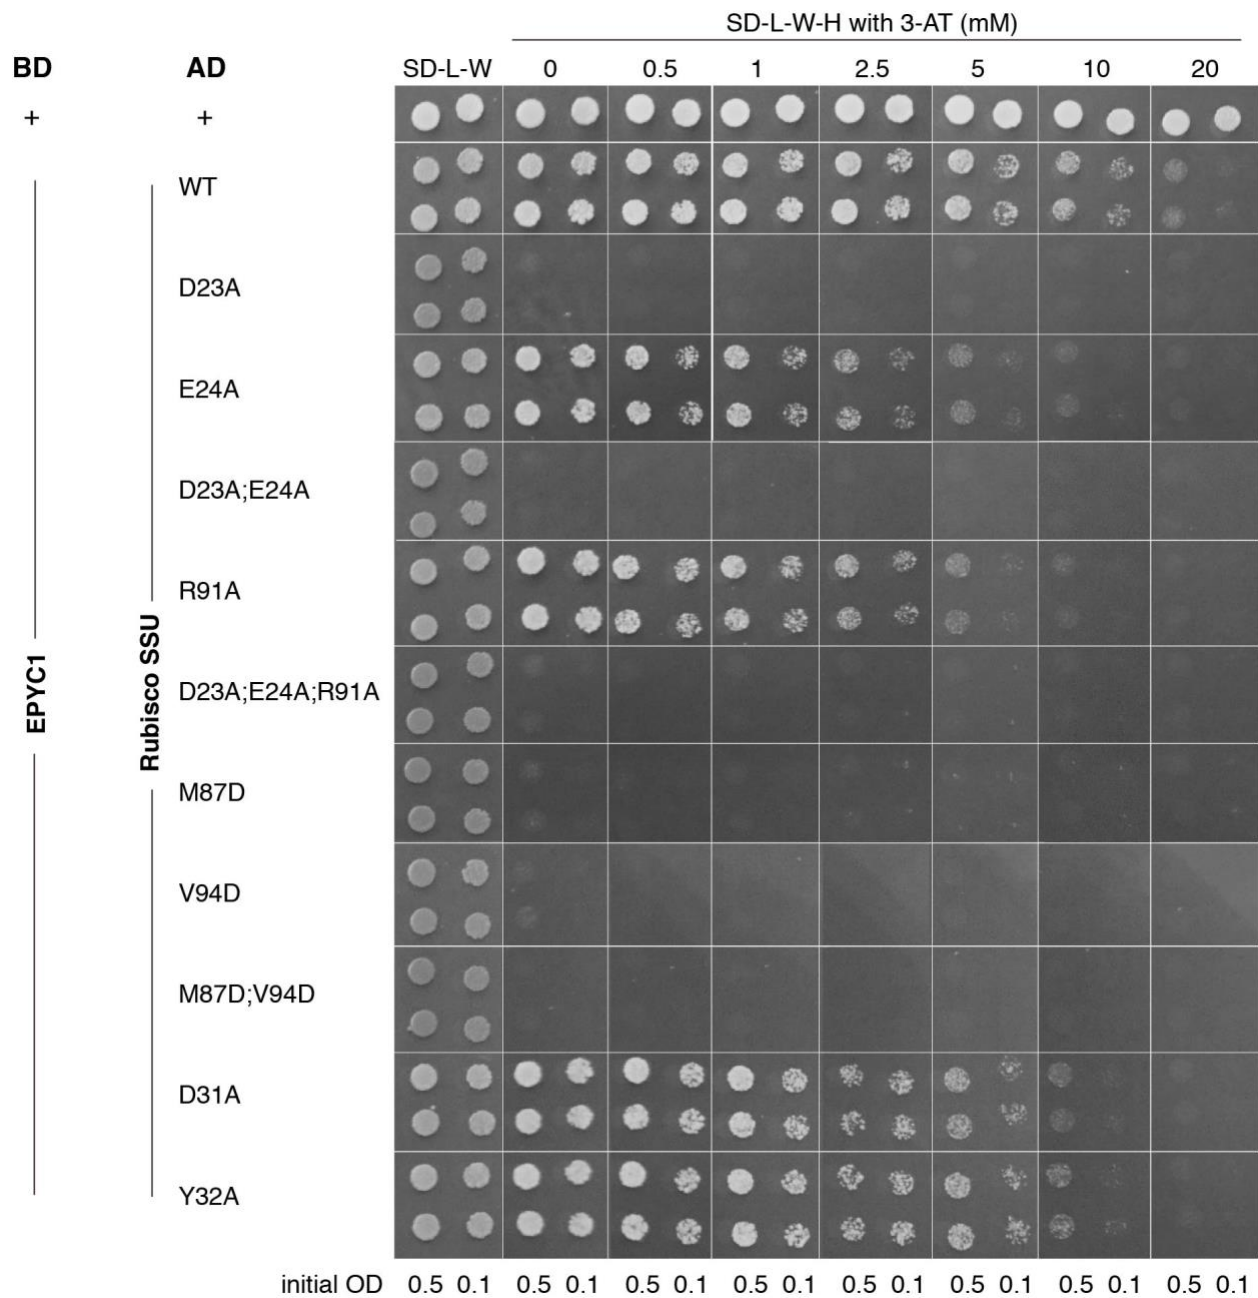 SD-L-W-H with 3-AT (mM)
BD AD SD-L-W 0 0.5 1 2.5 5 10 20
+ +
WT
D23A
E24A
D23A;E24A
R91A
EPYC1
Rubisco SSU
D23A;E24A;R91A
M87D
V94D
M87D;V94D
D31A
Y32A
initial OD 0.5 0.1 0.5 0.1 0.5 0.1 0.5 0.1 0.5 0.1 0.5 0.1 0.5 0.1 0.5 0.1